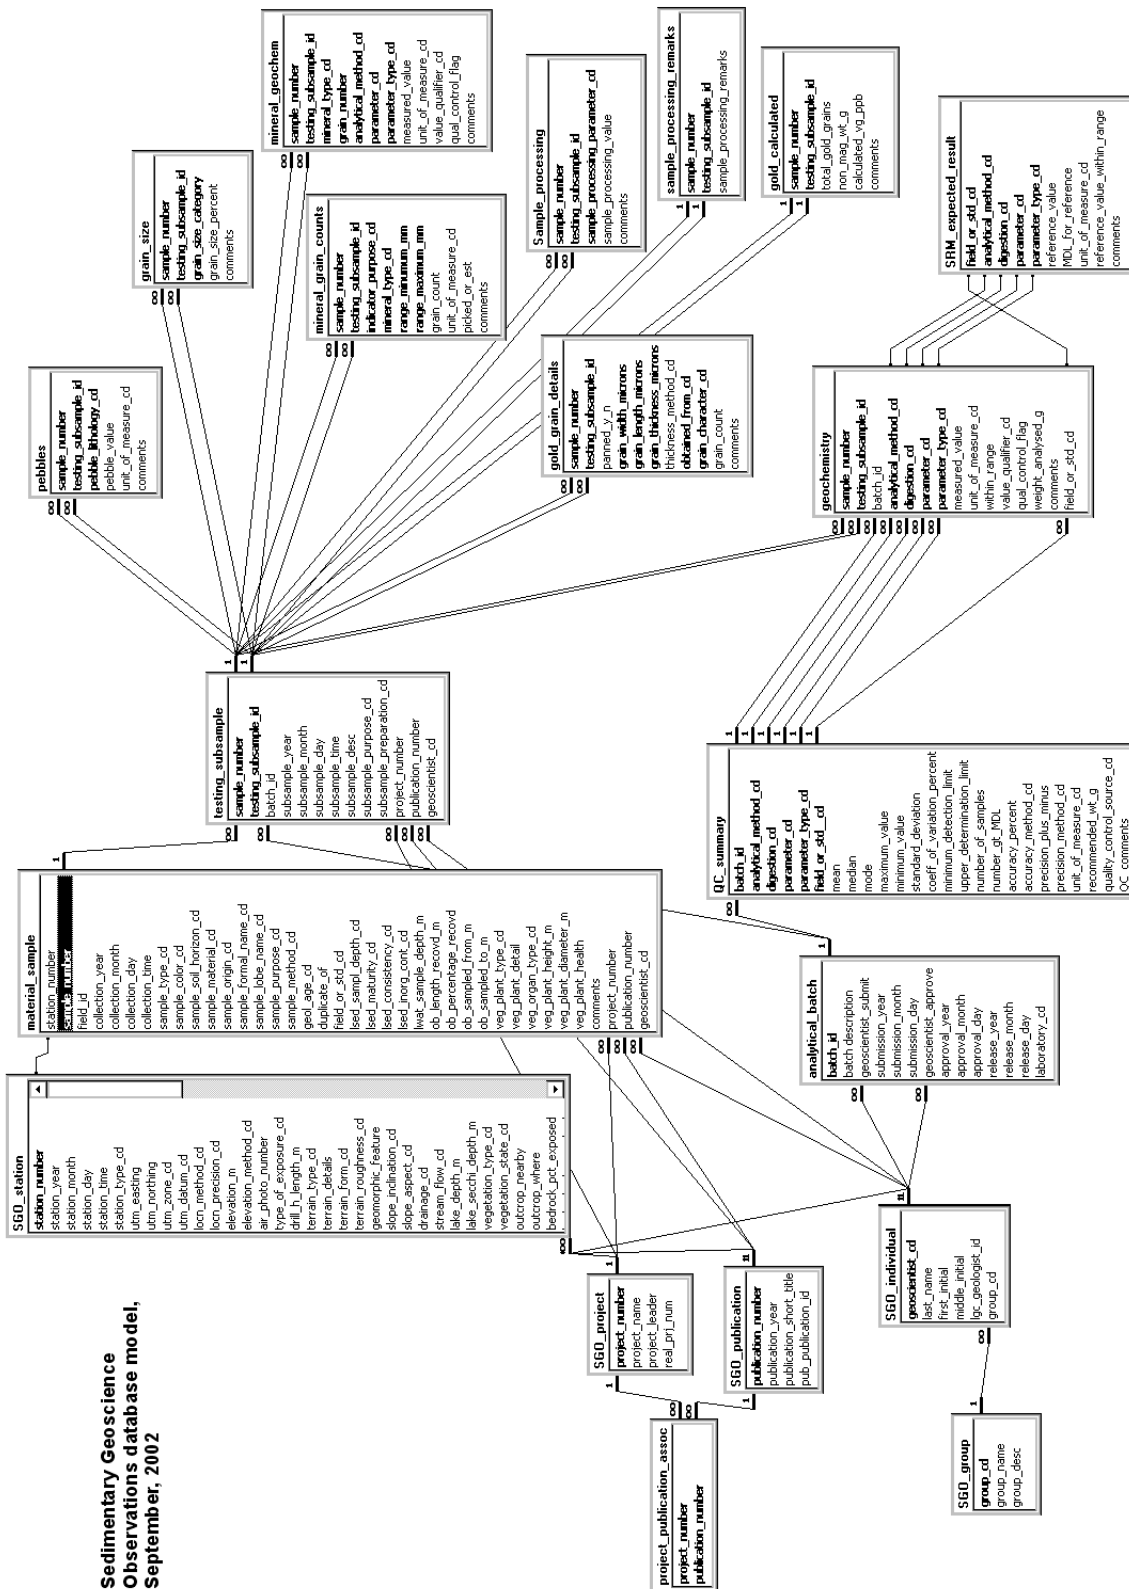 Sedimentary Geoscience
Observations database model,
September, 2002
SGO_station
station_number
station_year
station_month
station_day
station_time
station_type_cd
utm_easting
utm_northing
utm_zone_cd
utm_datum_cd
locn_method_cd
locn_precision_cd
elevation_m
elevation_method_cd
air_photo_number
type_of_exposure_cd
drill_h_length_m
terrain_type_cd
terrain_details
terrain_form_cd
terrain_roughness_cd
geomorphic_feature
slope_inclination_cd
slope_aspect_cd
drainage_cd
stream_flow_cd
lake_depth_m
lake_secchi_depth_m
vegetation_type_cd
vegetation_state_cd
outcrop_nearby
outcrop_where
bedrock_pct_exposed
material_sample
station_number
sample_number
field_id
collection_year
collection_month
collection_day
collection_time
sample_type_cd
sample_color_cd
sample_soil_horizon_cd
sample_material_cd
sample_origin_cd
sample_formal_name_cd
sample_lobe_name_cd
sample_purpose_cd
sample_method_cd
geol_age_cd
duplicate_of
field_or_std_cd
lsed_sampl_depth_cd
lsed_maturity_cd
lsed_consistency_cd
lsed_inorg_cont_cd
lwat_sample_depth_m
ob_length_recovd_m
ob_percentage_recovd
ob_sampled_from_m
ob_sampled_to_m
veg_plant_type_cd
veg_plant_detail
veg_organ_type_cd
veg_plant_height_m
veg_plant_diameter_m
veg_plant_health
comments
project_number
publication_number
geoscientist_cd
testing_subsample
sample_number
testing_subsample_id
batch_id
subsample_year
subsample_month
subsample_day
subsample_time
subsample_desc
subsample_purpose_cd
subsample_preparation_cd
project_number
publication_number
geoscientist_cd
pebbles
sample_number
testing_subsample_id
pebble_lithology_cd
pebble_value
unit_of_measure_cd
comments
grain_size
sample_number
testing_subsample_id
grain_size_category
grain_size_percent
comments
mineral_geochem
sample_number
testing_subsample_id
mineral_type_cd
grain_number
analytical_method_cd
parameter_cd
parameter_type_cd
measured_value
unit_of_measure_cd
value_qualifier_cd
qual_control_flag
comments
mineral_grain_counts
sample_number
testing_subsample_id
indicator_purpose_cd
mineral_type_cd
range_minumum_mm
range_maximum_mm
grain_count
unit_of_measure_cd
picked_or_est
comments
Sample_processing
sample_number
testing_subsample_id
sample_processing_parameter_cd
sample_processing_value
comments
gold_grain_details
sample_number
testing_subsample_id
panned_y_n
grain_width_microns
grain_length_microns
grain_thickness_microns
thickness_method_cd
obtained_from_cd
grain_character_cd
grain_count
comments
sample_processing_remarks
sample_number
testing_subsample_id
sample_processing_remarks
gold_calculated
sample_number
testing_subsample_id
total_gold_grains
non_mag_wt_g
calculated_vg_ppb
comments
geochemistry
sample_number
testing_subsample_id
batch_id
analytical_method_cd
digestion_cd
parameter_cd
parameter_type_cd
measured_value
unit_of_measure_cd
within_range
value_qualifier_cd
qual_control_flag
weight_analysed_g
comments
field_or_std_cd
SRM_expected_result
field_or_std_cd
analytical_method_cd
digestion_cd
parameter_cd
parameter_type_cd
reference_value
MDL_for_reference
unit_of_measure_cd
reference_value_within_range
comments
QC_summary
batch_id
analytical_method_cd
digestion_cd
parameter_cd
parameter_type_cd
field_or_std__cd
mean
median
mode
maximum_value
minimum_value
standard_deviation
coeff_of_variation_percent
minimum_detection_limit
upper_determination_limit
number_of_samples
number_gt_MDL
accuracy_percent
accuracy_method_cd
precision_plus_minus
precision_method_cd
unit_of_measure_cd
recommended_wt_g
quality_control_source_cd
QC_comments
analytical_batch
batch_id
batch description
geoscientist_submit
submission_year
submission_month
submission_day
geoscientist_approve
approval_year
approval_month
approval_day
release_year
release_month
release_day
laboratory_cd
SGO_project
project_number
project_name
project_leader
real_prj_num
SGO_publication
publication_number
publication_year
publication_short_title
pub_publication_id
SGO_individual
geoscientist_cd
last_name
first_initial
middle_initial
lgc_geologist_id
group_cd
project_publication_assoc
project_number
publication_number
SGO_group
group_cd
group_name
group_desc